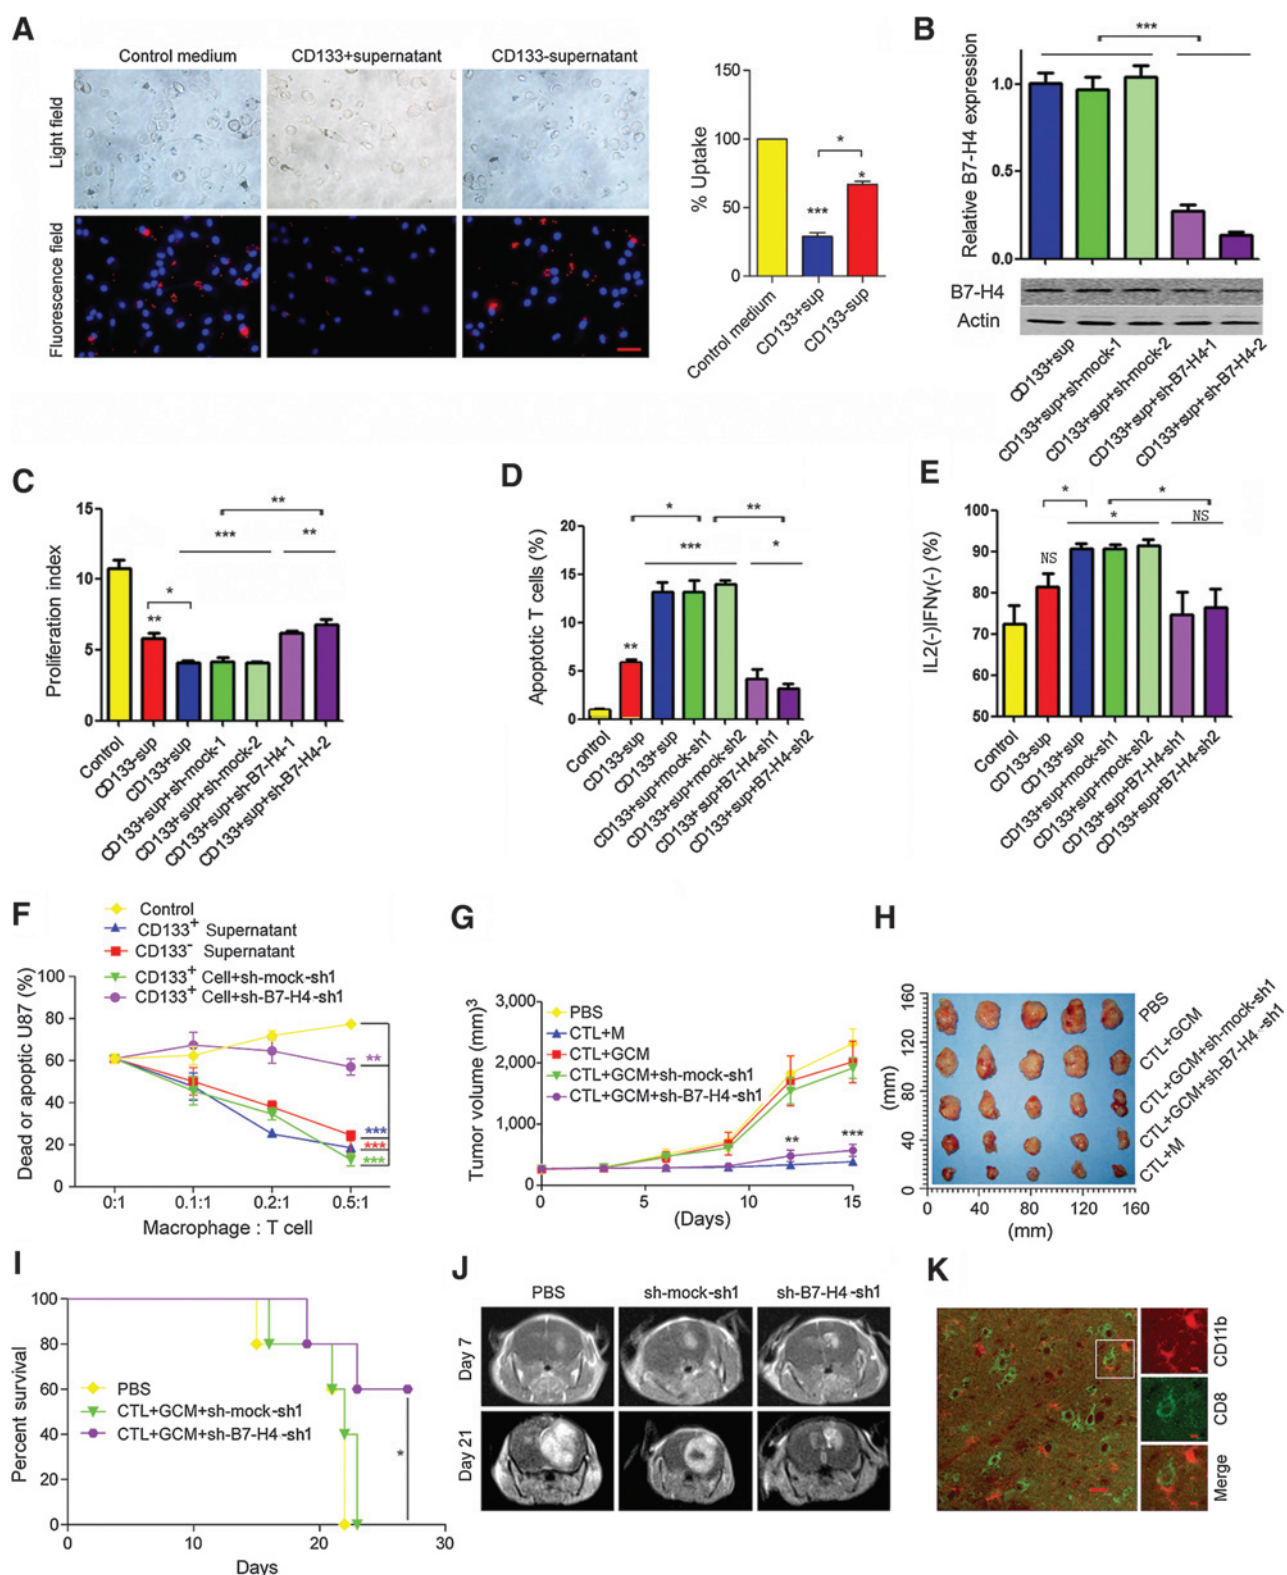 A
Control medium
CD133+supernatant
CD133-supernatant
Light field
Fluorescence field
% Uptake
150
100
50
0
*
***
*
Control medium
CD133+sup
CD133-sup
B
Relative B7-H4 expression
1.0
0.5
0.0
***
B7-H4
Actin
CD133+sup
CD133+sup+sh-mock-1
CD133+sup+sh-mock-2
CD133+sup+sh-B7-H4-1
CD133+sup+sh-B7-H4-2
C
Proliferation index
15
10
5
0
**
***
**
*
**
Control
CD133-sup
CD133+sup
CD133+sup+sh-mock-1
CD133+sup+sh-mock-2
CD133+sup+sh-B7-H4-1
CD133+sup+sh-B7-H4-2
D
Apoptotic T cells (%)
20
15
10
5
0
*
**
***
*
**
Control
CD133-sup
CD133+sup
CD133+sup+mock-sh1
CD133+sup+mock-sh2
CD133+sup+B7-H4-sh1
CD133+sup+B7-H4-sh2
E
IL2(-)IFNγ(-) (%)
100
90
80
70
60
50
*
*
*
NS
NS
Control
CD133-sup
CD133+sup
CD133+sup+mock-sh1
CD133+sup+mock-sh2
CD133+sup+B7-H4-sh1
CD133+sup+B7-H4-sh2
F
Control
CD133+ Supernatant
CD133- Supernatant
CD133+ Cell+sh-mock-sh1
CD133+ Cell+sh-B7-H4-sh1
Dead or apoptic U87 (%)
100
80
60
40
20
0
**
***
***
***
0:1
0.1:1
0.2:1
0.5:1
Macrophage : T cell
G
Tumor volume (mm)3
3,000
2,000
1,000
0
PBS
CTL+M
CTL+GCM
CTL+GCM+sh-mock-sh1
CTL+GCM+sh-B7-H4-sh1
**
***
0
5
10
15
(Days)
H
160
120
80
40
0
(mm)
PBS
CTL+GCM
CTL+GCM+sh-mock-sh1
CTL+GCM+sh-B7-H4-sh1
CTL+M
0
40
80
120
160
(mm)
I
Percent survival
100
80
60
40
20
0
PBS
CTL+GCM+sh-mock-sh1
CTL+GCM+sh-B7-H4-sh1
*
0
10
20
30
Days
J
PBS
sh-mock-sh1
sh-B7-H4-sh1
Day 7
Day 21
K
CD11b
CD8
Merge